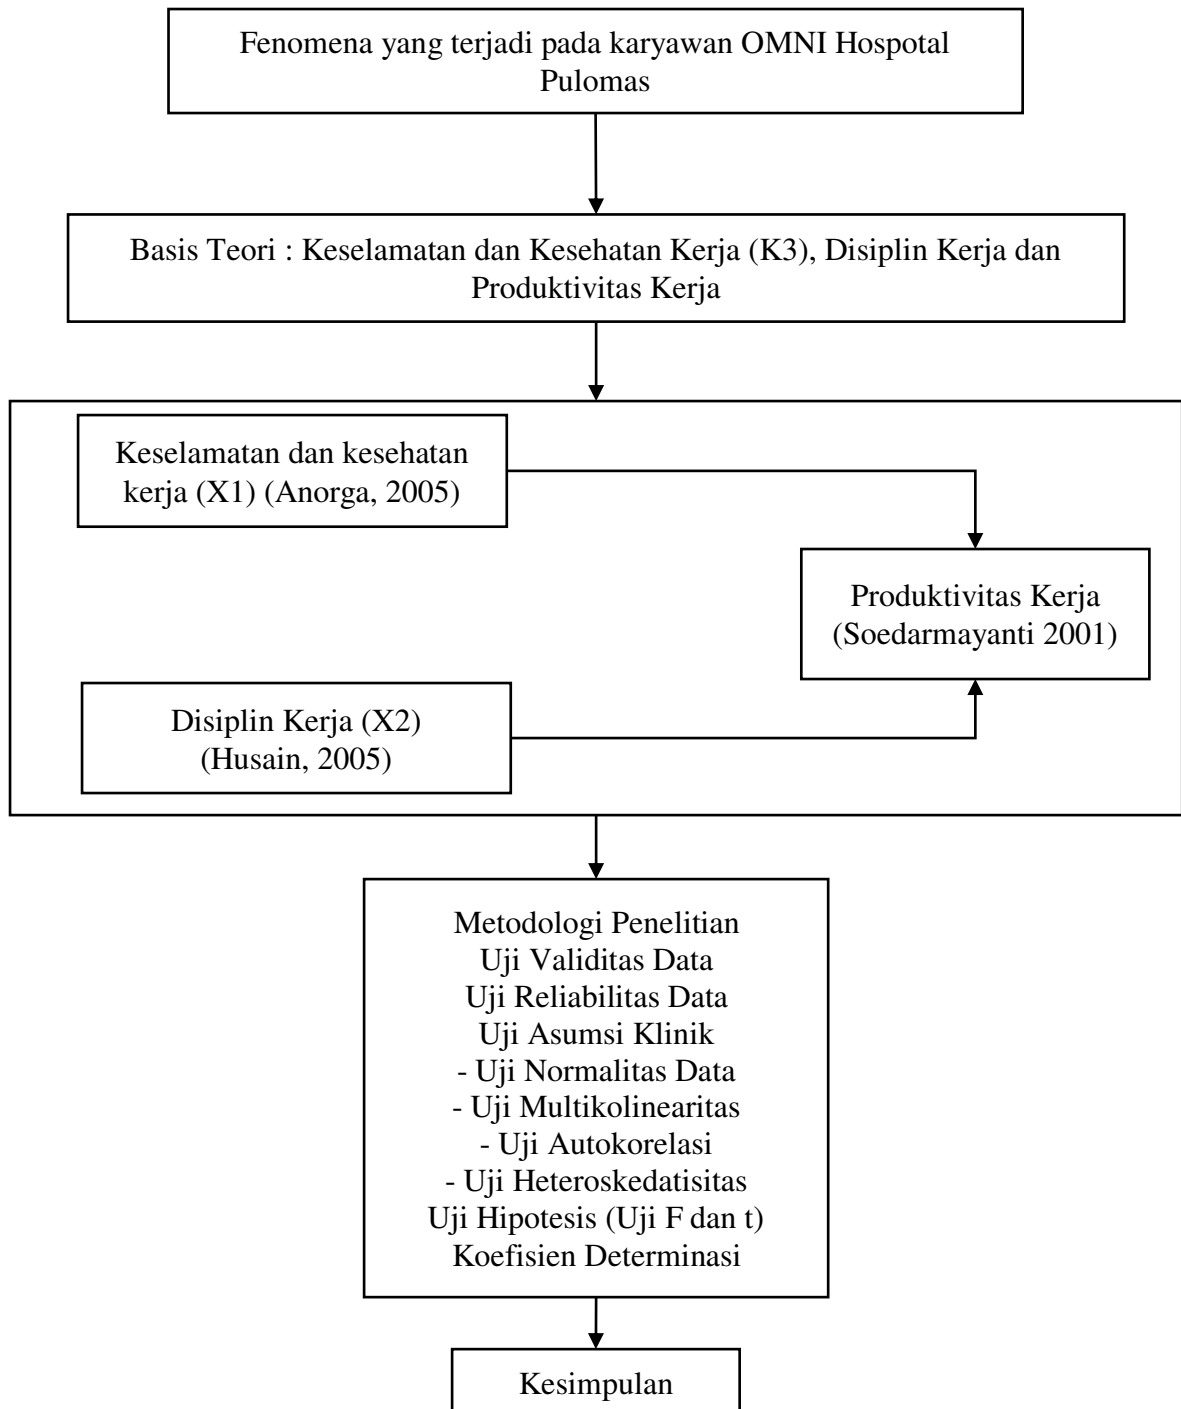 Fenomena yang terjadi pada karyawan OMNI Hospotal
Pulomas
Basis Teori : Keselamatan dan Kesehatan Kerja (K3), Disiplin Kerja dan
Produktivitas Kerja
Keselamatan dan kesehatan
kerja (X1) (Anorga, 2005)
Produktivitas Kerja
(Soedarmayanti 2001)
Disiplin Kerja (X2)
(Husain, 2005)
Metodologi Penelitian
Uji Validitas Data
Uji Reliabilitas Data
Uji Asumsi Klinik
- Uji Normalitas Data
- Uji Multikolinearitas
- Uji Autokorelasi
- Uji Heteroskedatisitas
Uji Hipotesis (Uji F dan t)
Koefisien Determinasi
Kesimpulan